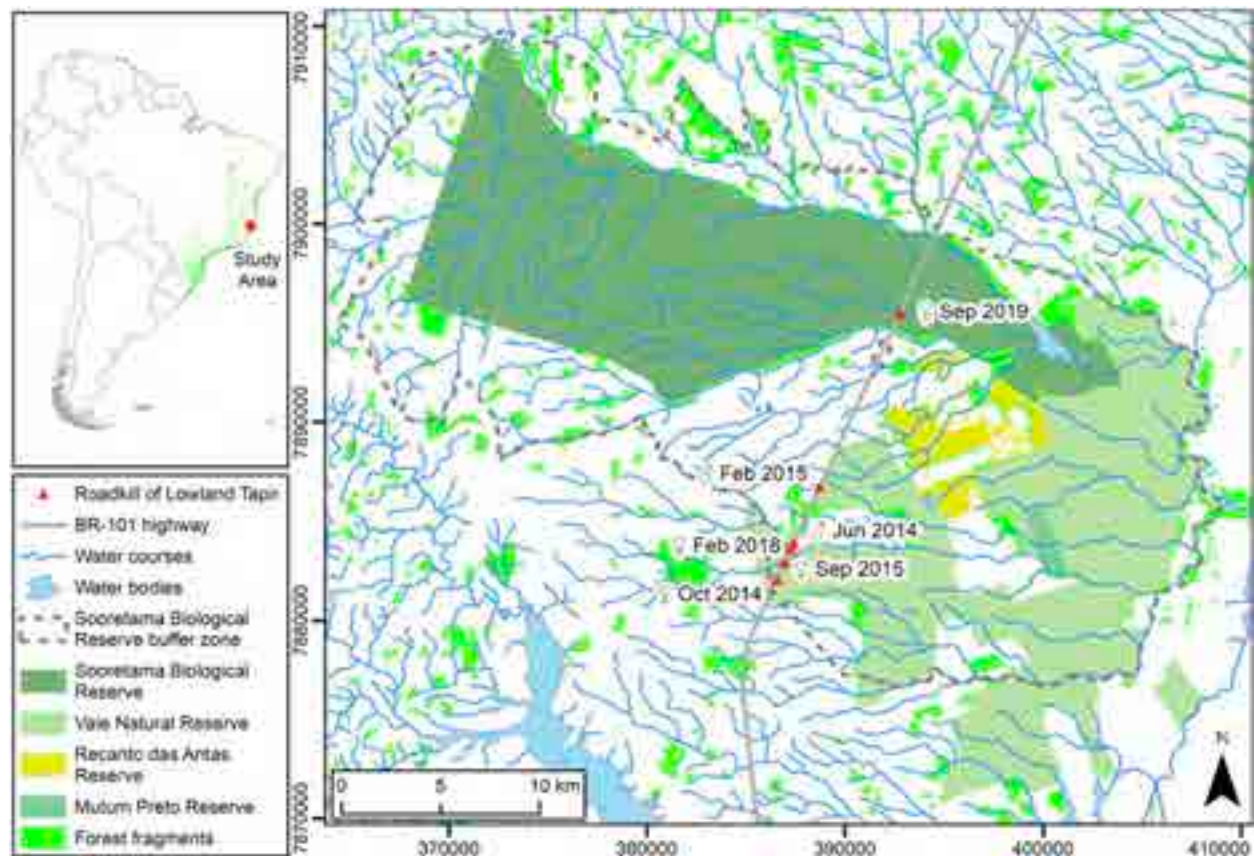 Study
Area
Roadkill of Lowland Tapir
BR-101 highway
Water courses
Water bodies
Sooretama Biological
Reserve buffer zone
Sooretama Biological
Reserve
Vale Natural Reserve
Recanto das Antas
Reserve
Mutum Preto Reserve
Forest fragments
7910000
7900000
7890000
7880000
7870000
Sep 2019
Feb 2015
Jun 2014
Feb 2018
Sep 2015
Oct 2014
0 5 10 km
N
370000 380000 390000 400000 410000